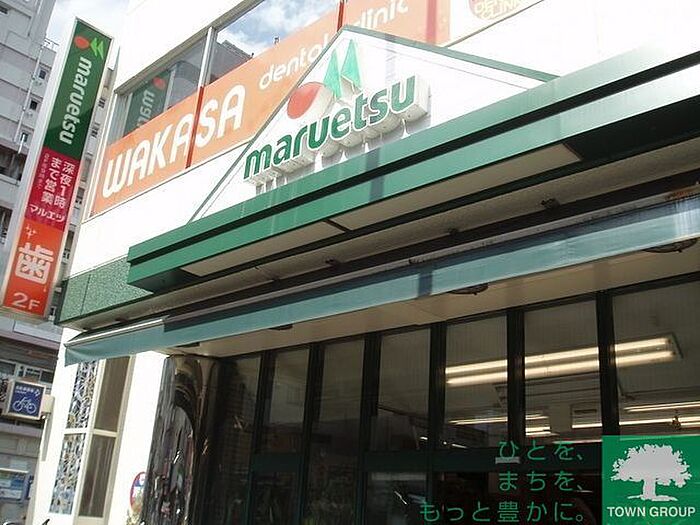 maruetsu
深夜1時
まで営業
マルエツ
歯
2F
WAKASA dental clinic
maruetsu
ひとを、
まちを、
もっと豊かに。
TOWN GROUP